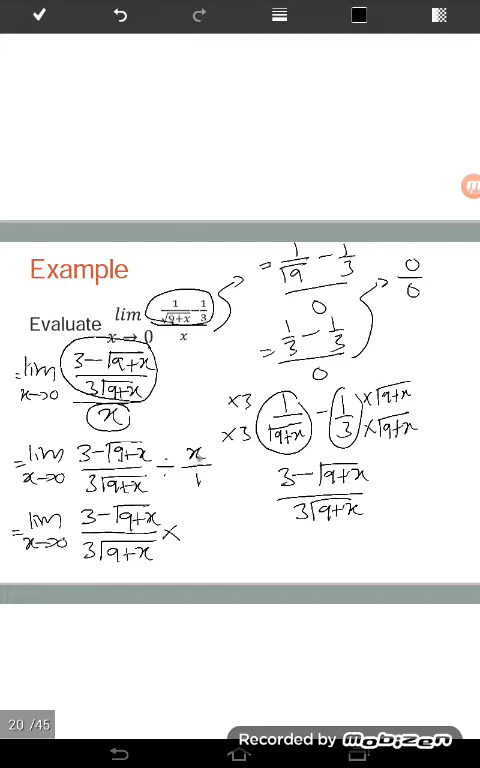 Example
Evaluate lim x → 0 (1/√(9+x) − 1/3)/x
= (1/√9 − 1/3)/0
0/0
= (1/3 − 1/3)/0
= lim x→0 ((3−√(9+x))/(3√(9+x)))/x
×3 1/√(9+x) − 1/3 ×√(9+x)
×3 ×√(9+x)
= lim x→0 (3−√(9+x))/(3√(9+x)) ÷ x/1
(3−√(9+x))/(3√(9+x))
= lim x→0 (3−√(9+x))/(3√(9+x)) ×
20 /45
Recorded by Mobizen